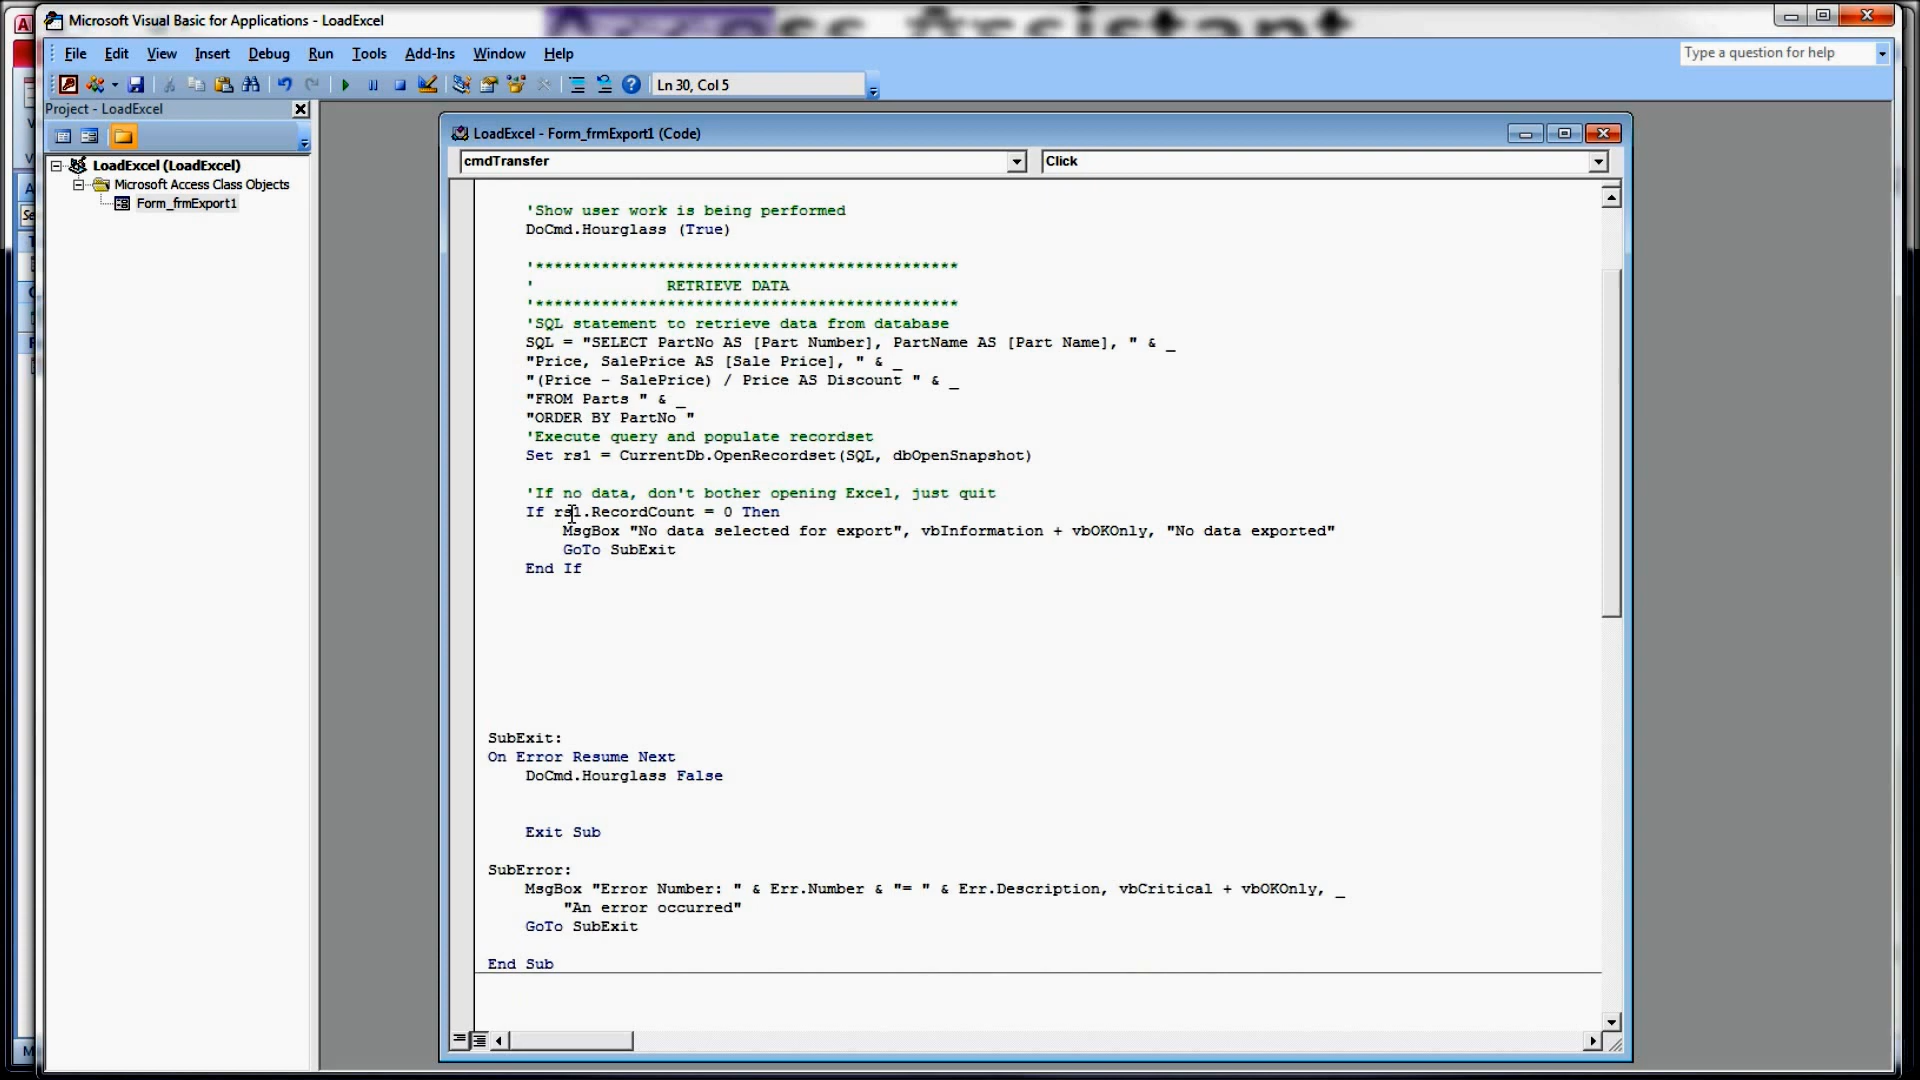 Access Assistant
Microsoft Visual Basic for Applications - LoadExcel
File Edit View Insert Debug Run Tools Add-Ins Window Help
Type a question for help
Ln 30, Col 5
Project - LoadExcel
LoadExcel (LoadExcel)
Microsoft Access Class Objects
Form_frmExport1
LoadExcel - Form_frmExport1 (Code)
cmdTransfer
Click
'Show user work is being performed
DoCmd.Hourglass (True)
'*********************************************
' RETRIEVE DATA
'*********************************************
'SQL statement to retrieve data from database
SQL = "SELECT PartNo AS [Part Number], PartName AS [Part Name], " & _
"Price, SalePrice AS [Sale Price], " & _
"(Price - SalePrice) / Price AS Discount " & _
"FROM Parts " & _
"ORDER BY PartNo "
'Execute query and populate recordset
Set rs1 = CurrentDb.OpenRecordset(SQL, dbOpenSnapshot)
'If no data, don't bother opening Excel, just quit
If rs1.RecordCount = 0 Then
MsgBox "No data selected for export", vbInformation + vbOKOnly, "No data exported"
GoTo SubExit
End If
SubExit:
On Error Resume Next
DoCmd.Hourglass False
Exit Sub
SubError:
MsgBox "Error Number: " & Err.Number & "= " & Err.Description, vbCritical + vbOKOnly, _
"An error occurred"
GoTo SubExit
End Sub